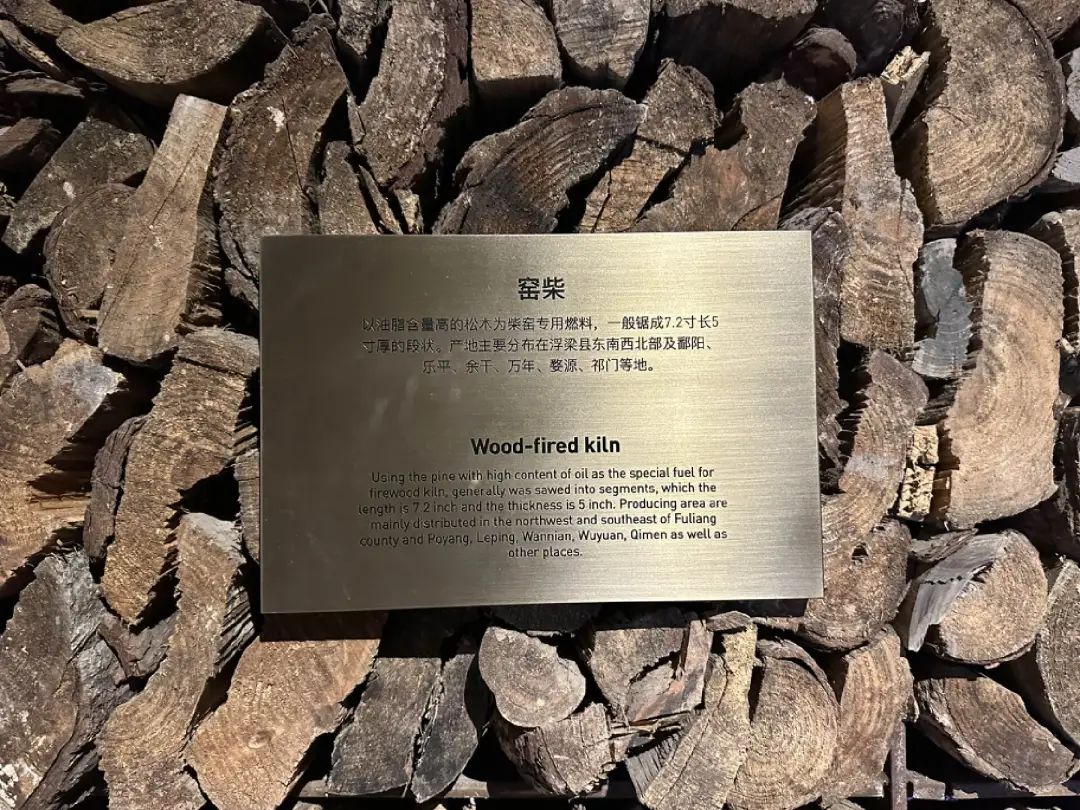 窑柴
以油脂含量高的松木为柴窑专用燃料，一般锯成7.2寸长5
寸厚的段状。产地主要分布在浮梁县东南西北部及鄱阳、
乐平、余干、万年、婺源、祁门等地。
Wood-fired kiln
Using the pine with high content of oil as the special fuel for
firewood kiln, generally was sawed into segments, which the
length is 7.2 inch and the thickness is 5 inch. Producing area are
mainly distributed in the northwest and southeast of Fuliang
county and Poyang, Leping, Wannian, Wuyuan, Qimen as well as
other places.